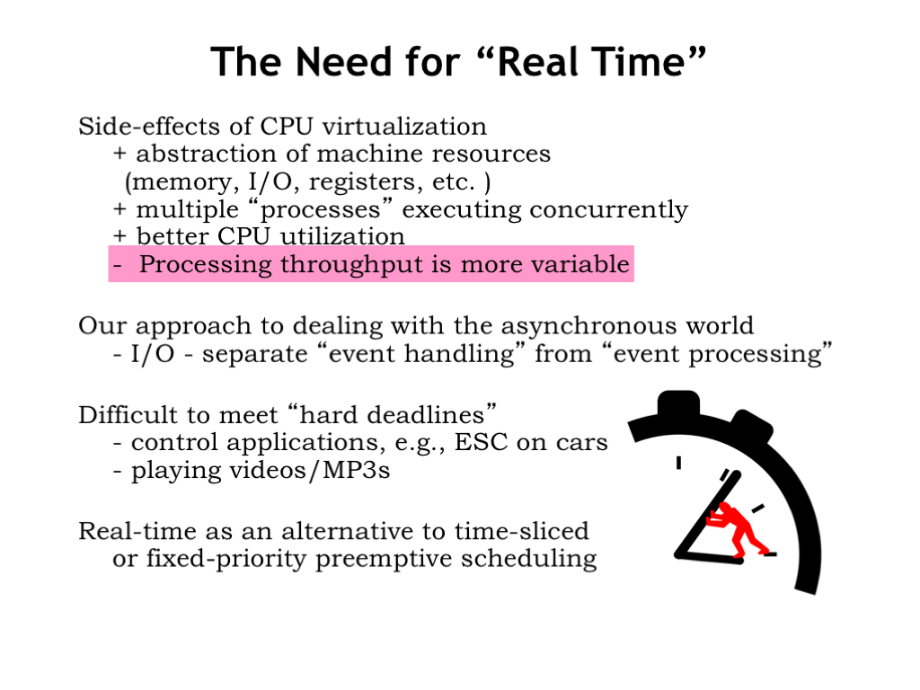 The Need for “Real Time”
Side-effects of CPU virtualization
+ abstraction of machine resources
(memory, I/O, registers, etc. )
+ multiple “processes” executing concurrently
+ better CPU utilization
- Processing throughput is more variable
Our approach to dealing with the asynchronous world
- I/O - separate “event handling” from “event processing”
Difficult to meet “hard deadlines”
- control applications, e.g., ESC on cars
- playing videos/MP3s
Real-time as an alternative to time-sliced
or fixed-priority preemptive scheduling